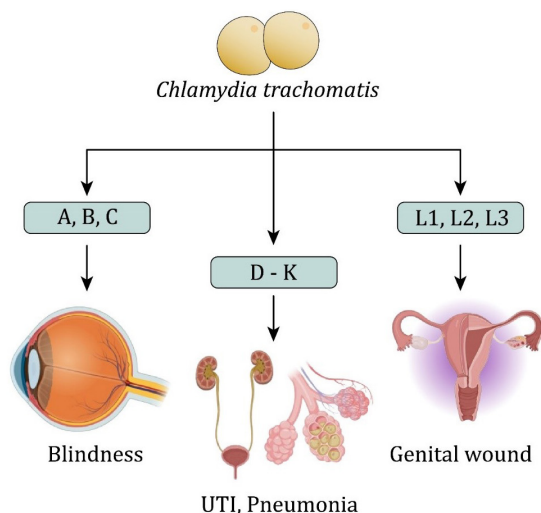 Chlamydia trachomatis
A, B, C
L1, L2, L3
D - K
Blindness
Genital wound
UTI, Pneumonia